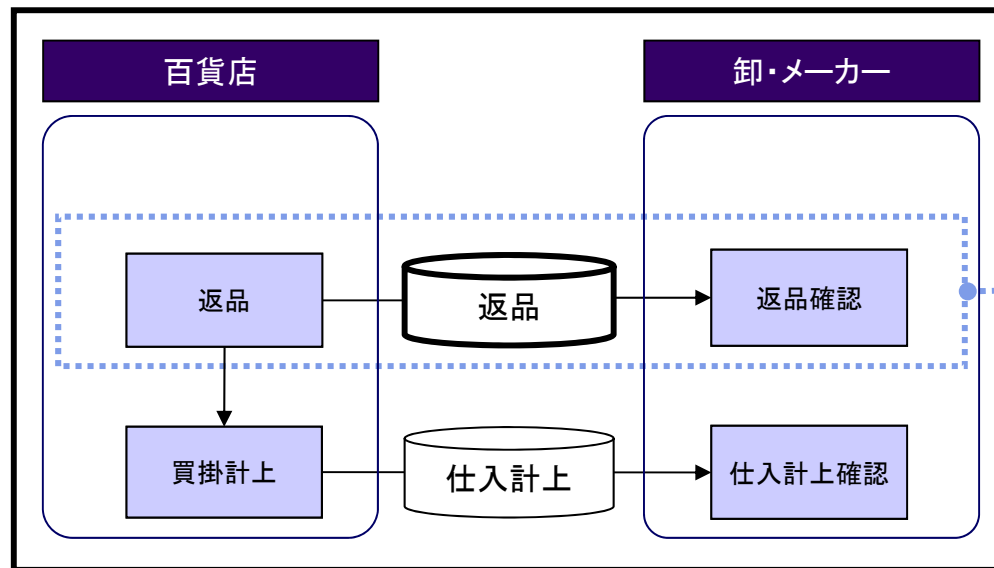 百貨店
卸・メーカー
返品
返品
返品確認
買掛計上
仕入計上
仕入計上確認